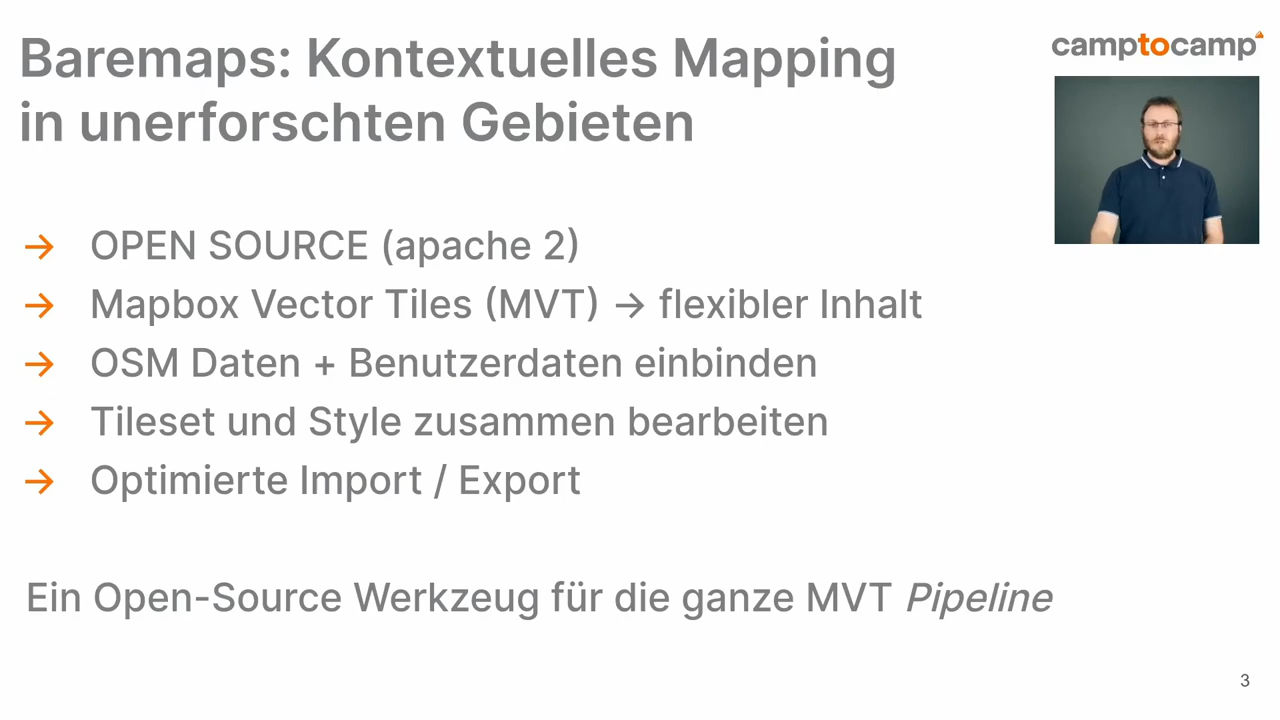 Baremaps: Kontextuelles Mapping
in unerforschten Gebieten
camptocamp
→ OPEN SOURCE (apache 2)
→ Mapbox Vector Tiles (MVT) → flexibler Inhalt
→ OSM Daten + Benutzerdaten einbinden
→ Tileset und Style zusammen bearbeiten
→ Optimierte Import / Export
Ein Open-Source Werkzeug für die ganze MVT Pipeline
3